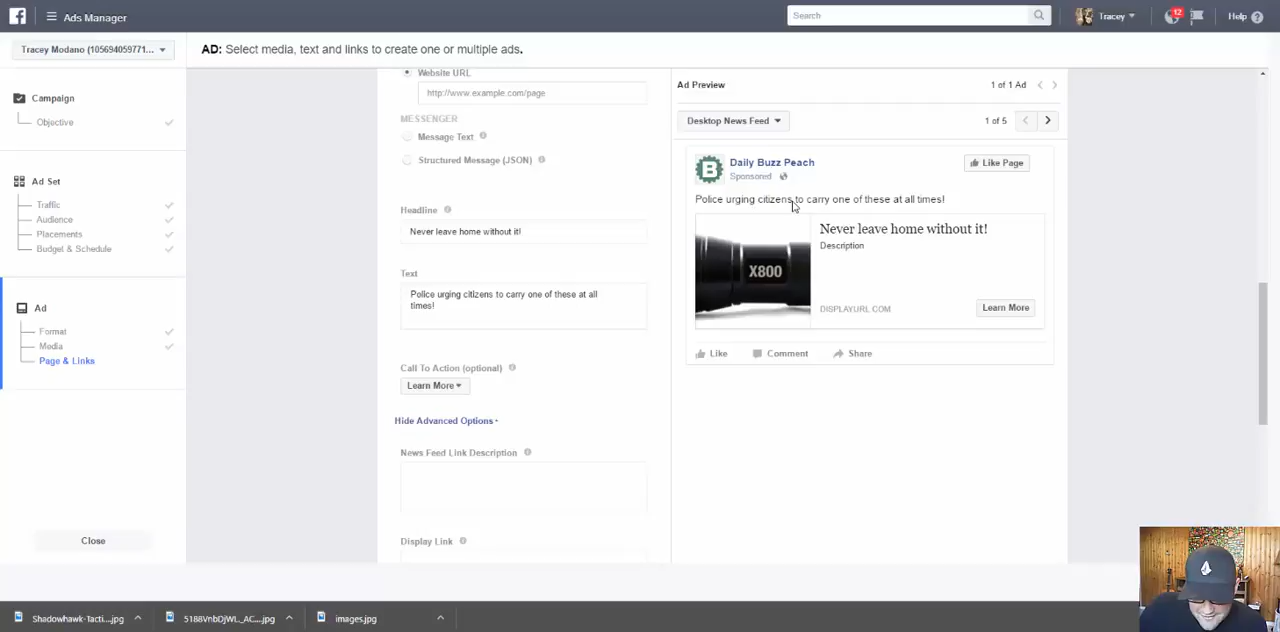 Ads Manager
Search
Tracey
12
Help
Tracey Modano (105694059771...
AD: Select media, text and links to create one or multiple ads.
Campaign
Objective
Ad Set
Traffic
Audience
Placements
Budget & Schedule
Ad
Format
Media
Page & Links
Close
Website URL
http://www.example.com/page
MESSENGER
Message Text
Structured Message (JSON)
Headline
Never leave home without it!
Text
Police urging citizens to carry one of these at all
times!
Call To Action (optional)
Learn More
Hide Advanced Options
News Feed Link Description
Display Link
Ad Preview
1 of 1 Ad
Desktop News Feed
1 of 5
B
Daily Buzz Peach
Sponsored
Like Page
Police urging citizens to carry one of these at all times!
X800
Never leave home without it!
Description
DISPLAYURL.COM
Learn More
Like
Comment
Share
Shadowhawk-Tacti....jpg
5188VnbDjWL._AC...jpg
images.jpg